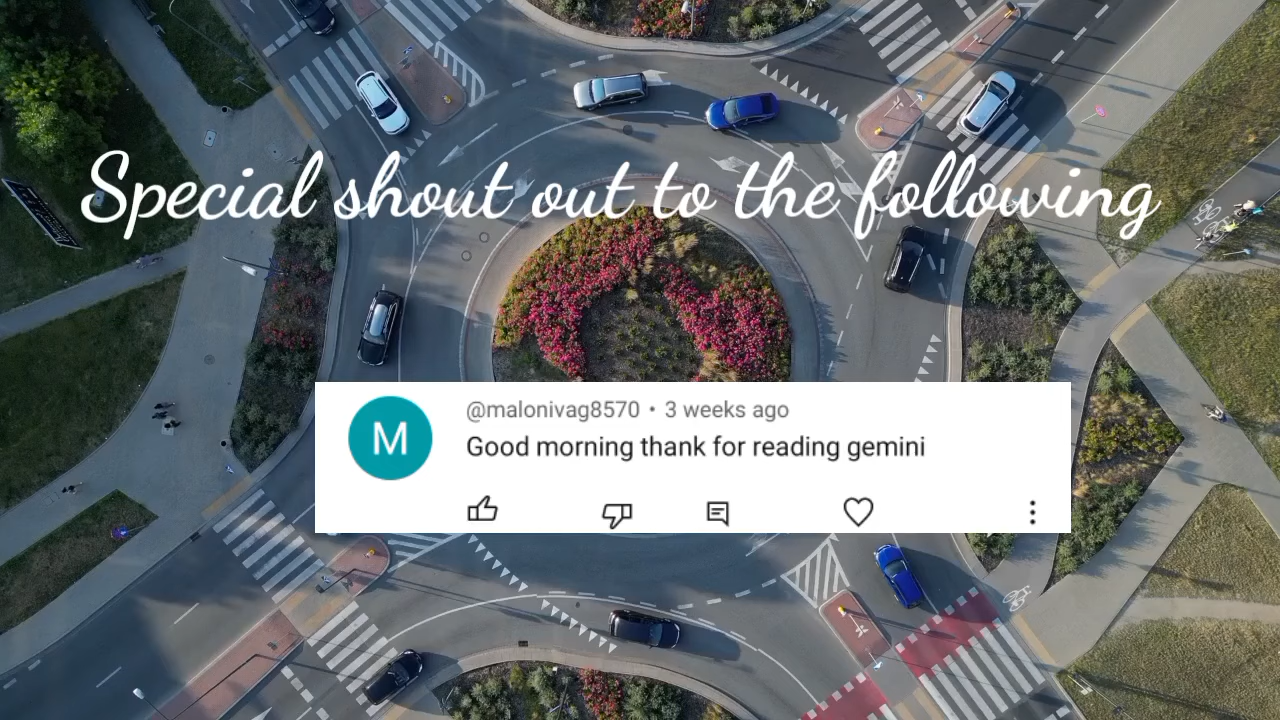 Special shout out to the following
M
@malonivag8570 • 3 weeks ago
Good morning thank for reading gemini